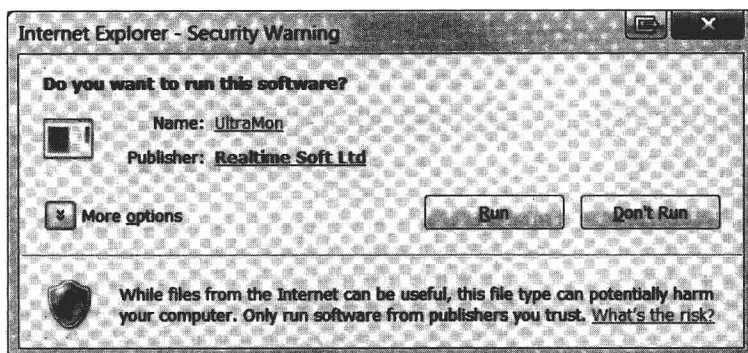 Internet Explorer - Security Warning
Do you want to run this software?
Name: UltraMon
Publisher: Realtime Soft Ltd
More options
Run
Don't Run
While files from the Internet can be useful, this file type can potentially harm
your computer. Only run software from publishers you trust. What's the risk?